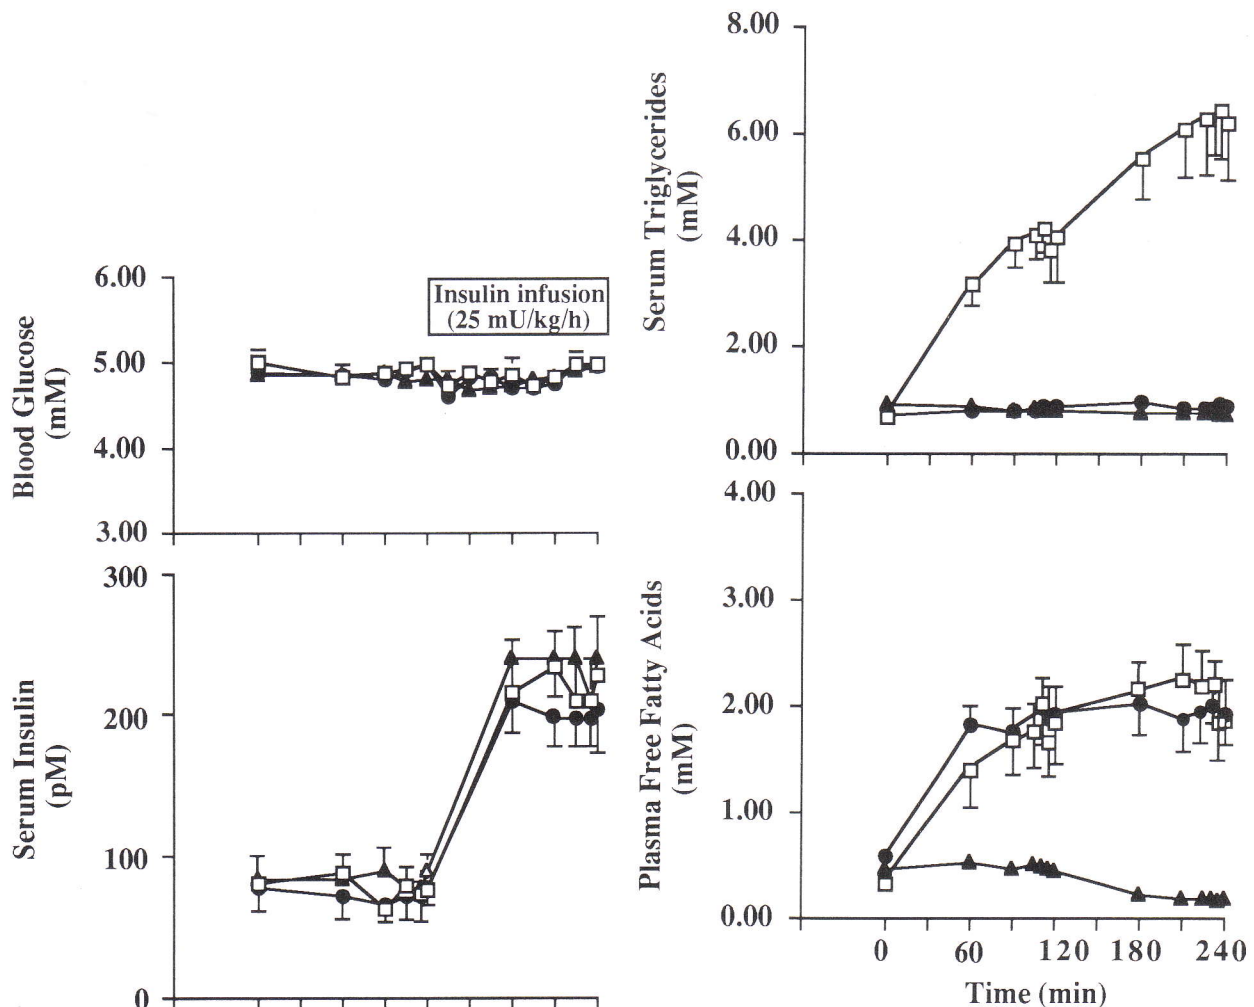 6.00
Insulin infusion
(25 mU/kg/h)
5.00
4.00
3.00
Blood Glucose
(mM)
300
200
100
0
Serum Insulin
(pM)
8.00
6.00
4.00
2.00
0.00
Serum Triglycerides
(mM)
4.00
3.00
2.00
1.00
0.00
Plasma Free Fatty Acids
(mM)
0 60 120 180 240
Time (min)